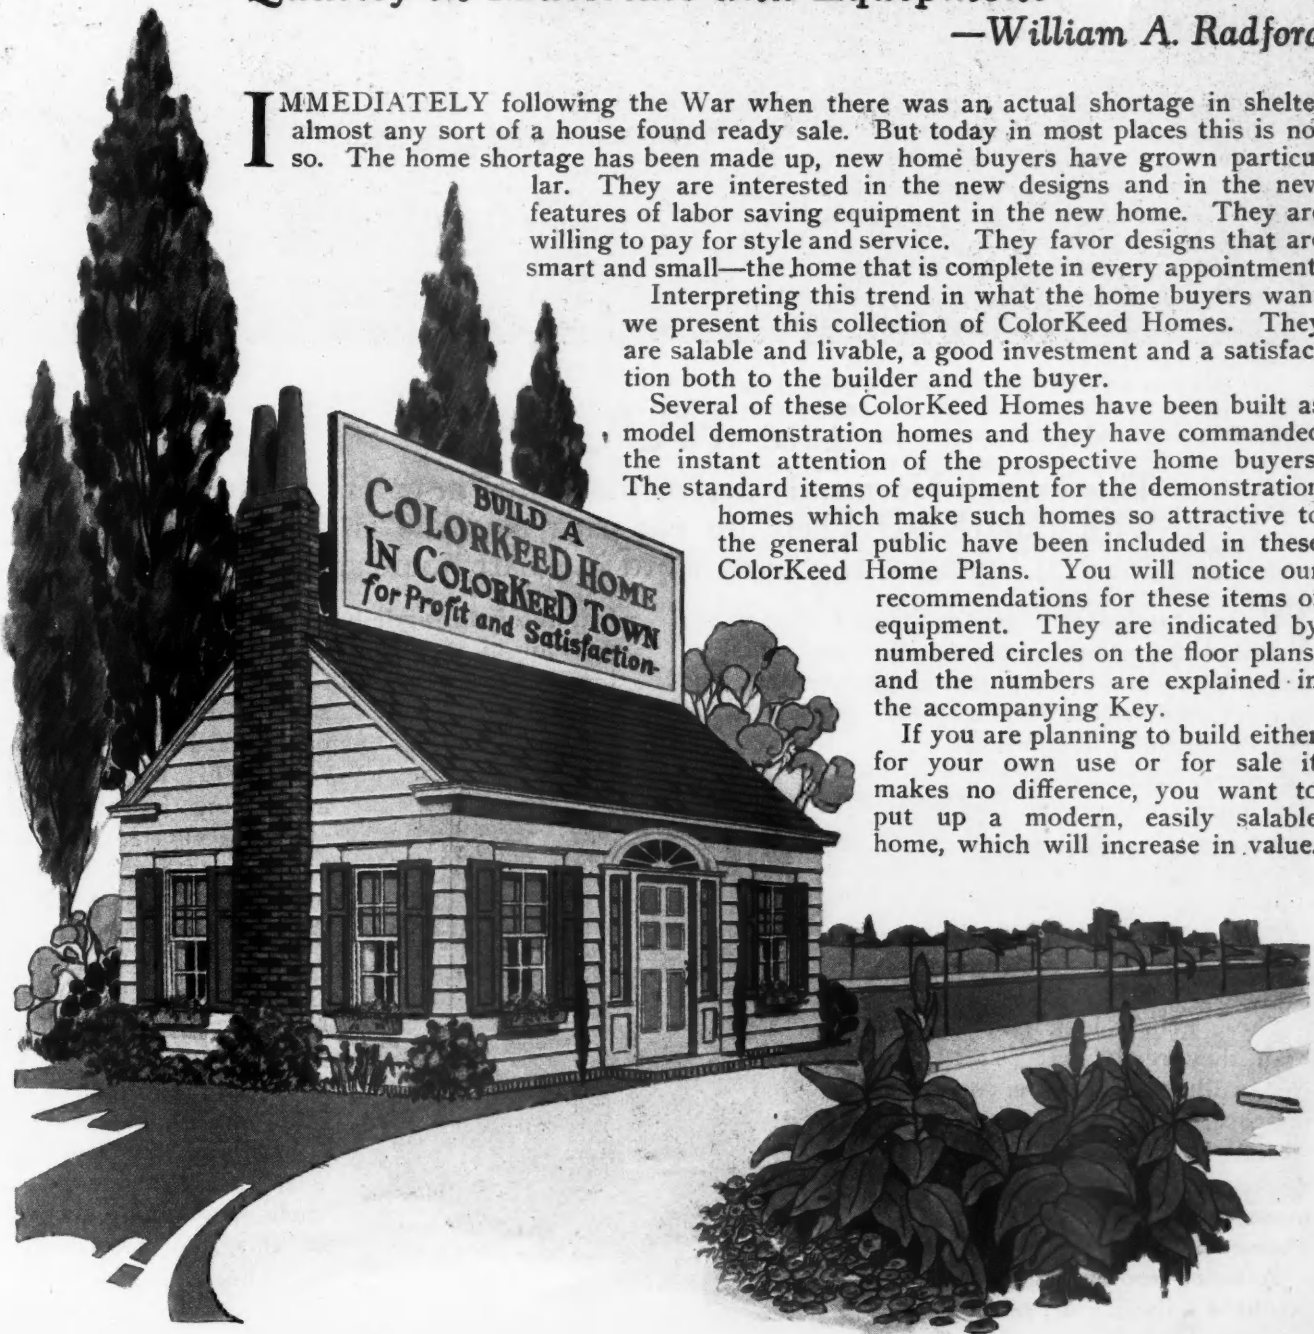 —William A. Radford
IMMEDIATELY following the War when there was an actual shortage in shelte
almost any sort of a house found ready sale. But today in most places this is no
so. The home shortage has been made up, new home buyers have grown particu
lar. They are interested in the new designs and in the new
features of labor saving equipment in the new home. They are
willing to pay for style and service. They favor designs that are
smart and small—the home that is complete in every appointment
Interpreting this trend in what the home buyers wan
we present this collection of ColorKeed Homes. They
are salable and livable, a good investment and a satisfac
tion both to the builder and the buyer.
Several of these ColorKeed Homes have been built as
model demonstration homes and they have commanded
the instant attention of the prospective home buyers
The standard items of equipment for the demonstration
homes which make such homes so attractive to
the general public have been included in these
ColorKeed Home Plans. You will notice our
recommendations for these items of
equipment. They are indicated by
numbered circles on the floor plans
and the numbers are explained in
the accompanying Key.
If you are planning to build either
for your own use or for sale it
makes no difference, you want to
put up a modern, easily salable
home, which will increase in value.
BUILD A
COLORKEED HOME
IN COLORKEED TOWN
for Profit and Satisfaction-